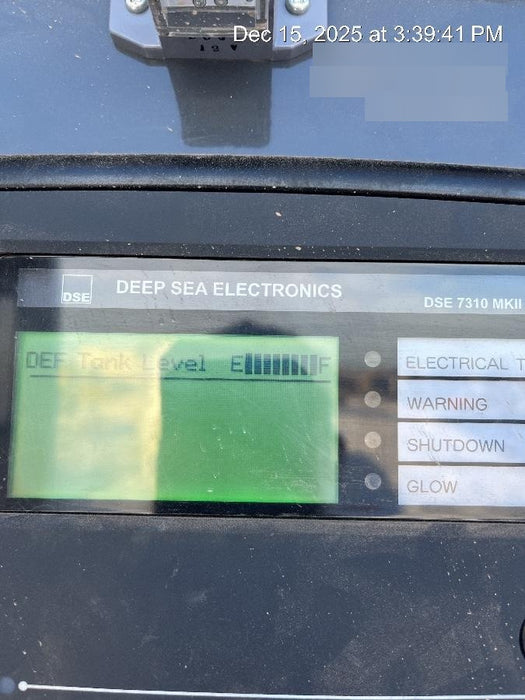 Dec 15, 2025 at 3:39:41 PM
DSE
DEEP SEA ELECTRONICS
DSE 7310 MKII
DEF Tank Level E F
ELECTRICAL T
WARNING
SHUTDOWN
GLOW